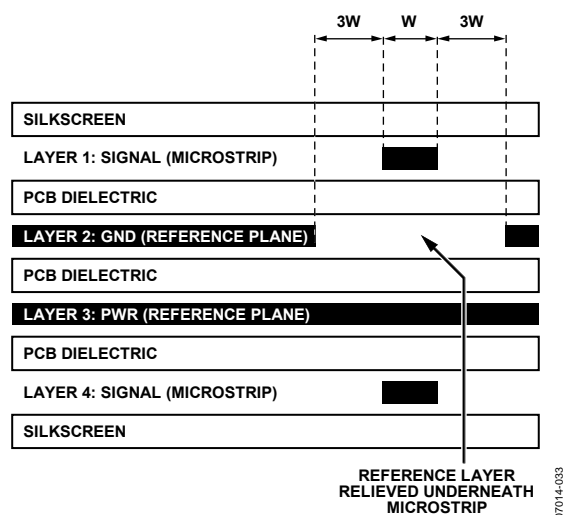 3W W 3W
SILKSCREEN
LAYER 1: SIGNAL (MICROSTRIP)
PCB DIELECTRIC
LAYER 2: GND (REFERENCE PLANE)
PCB DIELECTRIC
LAYER 3: PWR (REFERENCE PLANE)
PCB DIELECTRIC
LAYER 4: SIGNAL (MICROSTRIP)
SILKSCREEN
REFERENCE LAYER
RELIEVED UNDERNEATH
MICROSTRIP
07014-033